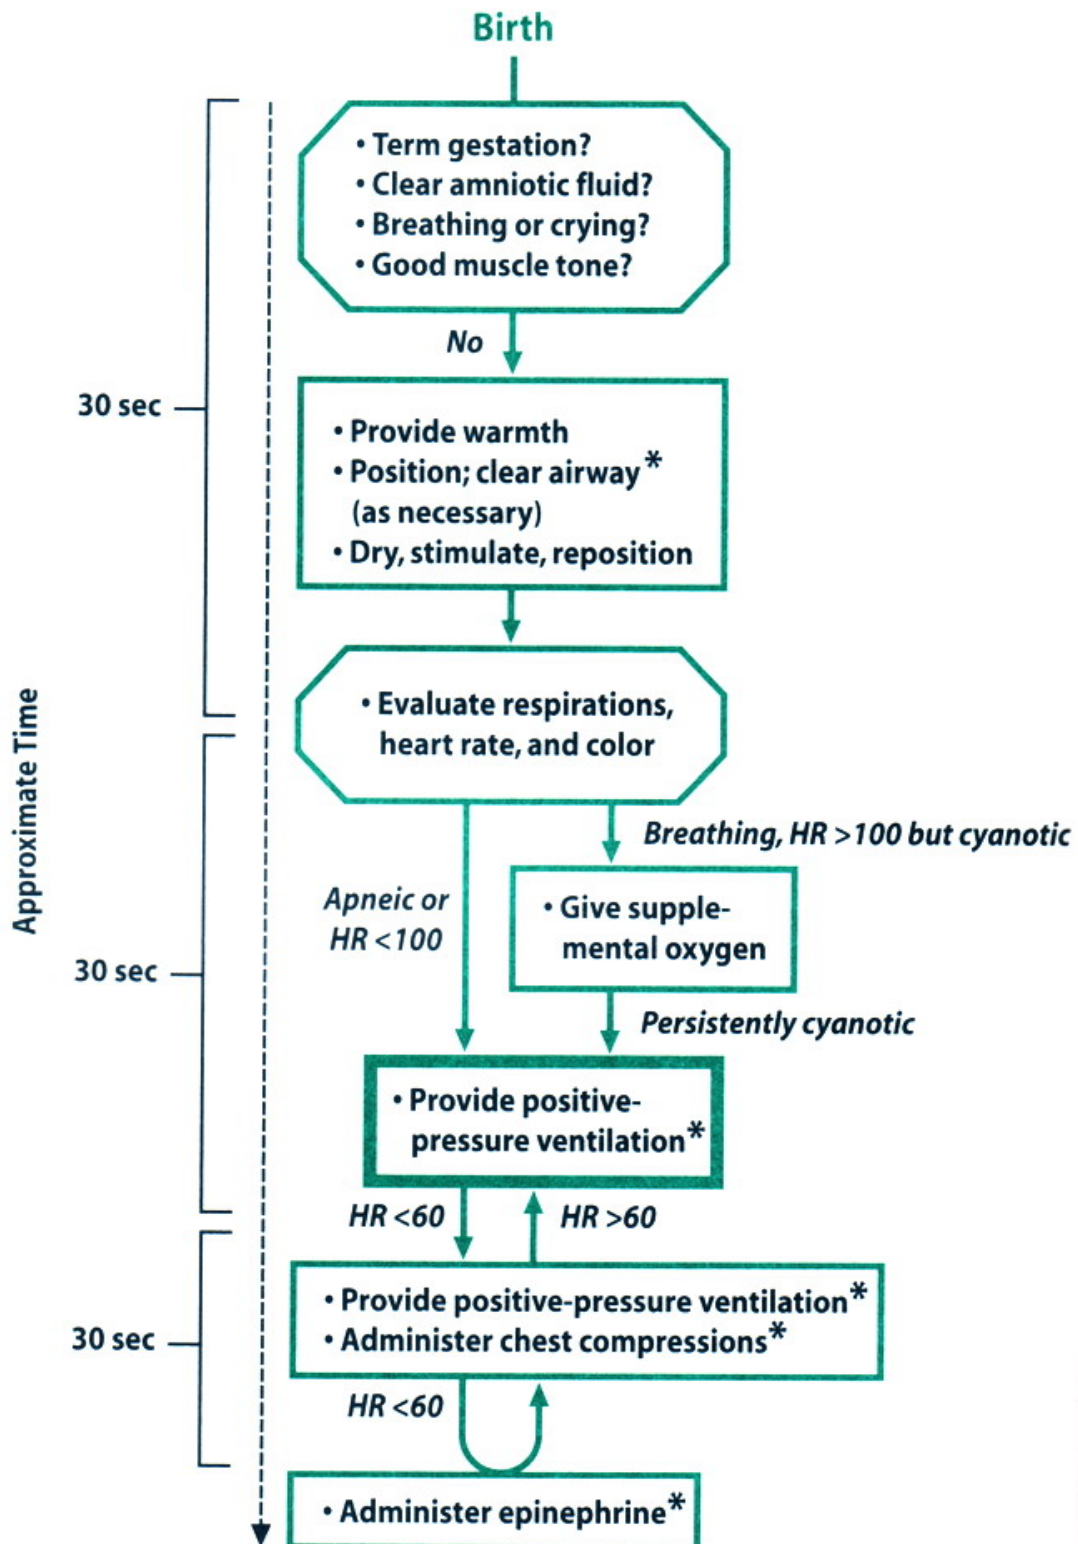 Birth
• Term gestation?
• Clear amniotic fluid?
• Breathing or crying?
• Good muscle tone?
No
30 sec
• Provide warmth
• Position; clear airway*
(as necessary)
• Dry, stimulate, reposition
• Evaluate respirations,
heart rate, and color
Approximate Time
Breathing, HR >100 but cyanotic
Apneic or
HR <100
• Give supple-
mental oxygen
30 sec
Persistently cyanotic
• Provide positive-
pressure ventilation*
HR <60
HR >60
• Provide positive-pressure ventilation*
• Administer chest compressions*
30 sec
HR <60
• Administer epinephrine*